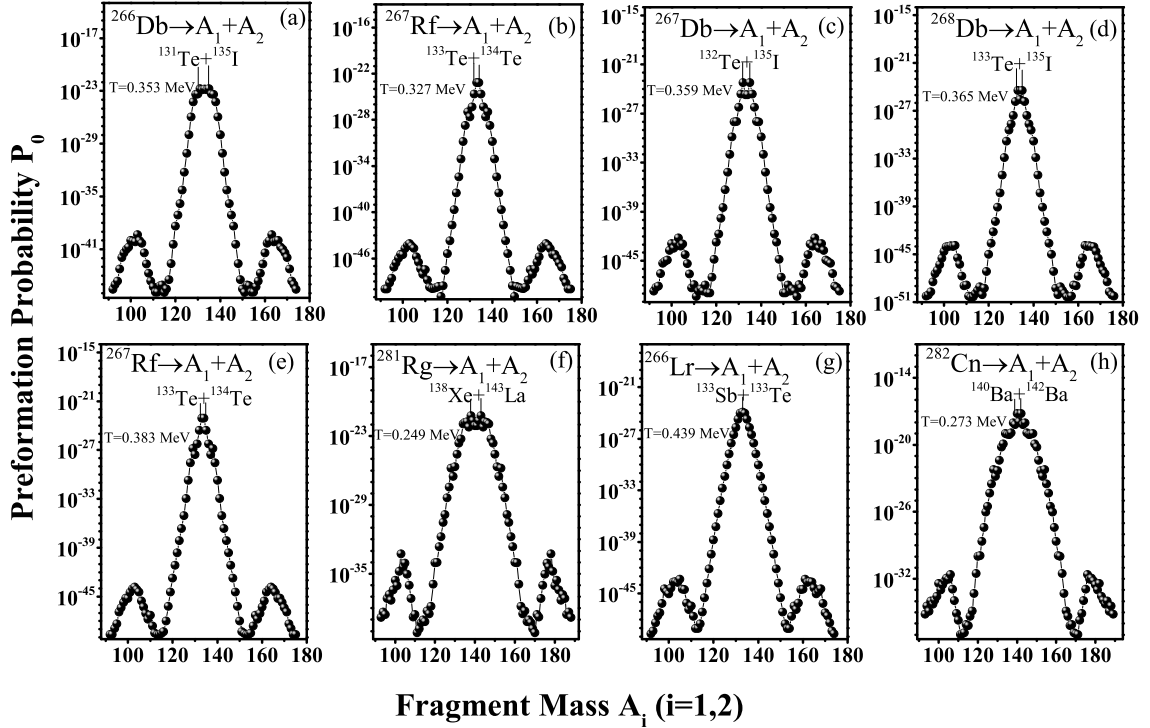 Preformation Probability P₀
²⁶⁶Db→A₁+A₂ (a)
¹³¹Te+¹³⁵I
T=0.353 MeV
10⁻¹⁷
10⁻²³
10⁻²⁹
10⁻³⁵
10⁻⁴¹
100 120 140 160 180
²⁶⁷Rf→A₁+A₂ (b)
¹³³Te+¹³⁴Te
T=0.327 MeV
10⁻¹⁶
10⁻²²
10⁻²⁸
10⁻³⁴
10⁻⁴⁰
10⁻⁴⁶
100 120 140 160 180
²⁶⁷Db→A₁+A₂ (c)
¹³²Te+¹³⁵I
T=0.359 MeV
10⁻¹⁵
10⁻²¹
10⁻²⁷
10⁻³³
10⁻³⁹
10⁻⁴⁵
100 120 140 160 180
²⁶⁸Db→A₁+A₂ (d)
¹³³Te+¹³⁵I
T=0.365 MeV
10⁻¹⁵
10⁻²¹
10⁻²⁷
10⁻³³
10⁻³⁹
10⁻⁴⁵
10⁻⁵¹
100 120 140 160 180
²⁶⁷Rf→A₁+A₂ (e)
¹³³Te+¹³⁴Te
T=0.383 MeV
10⁻¹⁵
10⁻²¹
10⁻²⁷
10⁻³³
10⁻³⁹
10⁻⁴⁵
100 120 140 160 180
²⁸¹Rg→A₁+A₂ (f)
¹³⁸Xe+¹⁴³La
T=0.249 MeV
10⁻¹⁷
10⁻²³
10⁻²⁹
10⁻³⁵
100 120 140 160 180
²⁶⁶Lr→A₁+A₂ (g)
¹³³Sb+¹³³Te
T=0.439 MeV
10⁻²¹
10⁻²⁷
10⁻³³
10⁻³⁹
10⁻⁴⁵
100 120 140 160 180
²⁸²Cn→A₁+A₂ (h)
¹⁴⁰Ba+¹⁴²Ba
T=0.273 MeV
10⁻¹⁴
10⁻²⁰
10⁻²⁶
10⁻³²
100 120 140 160 180
Fragment Mass Aᵢ (i=1,2)